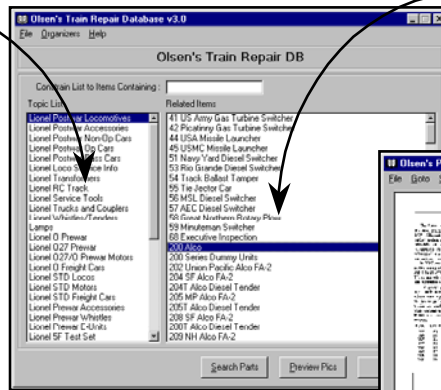 Olsen's Train Repair Database v3.0
File Organizers Help
Olsen's Train Repair DB
Constrain List to Items Containing :
Topic List
Related Items
Lionel Postwar Locomotives
Lionel Postwar Accessories
Lionel Postwar Non-Op Cars
Lionel Postwar Op Cars
Lionel Postwar Pass Cars
Lionel Loco Service Info
Lionel Transformers
Lionel RC Track
Lionel Service Tools
Lionel Trucks and Couplers
Lionel Whistles/Tenders
Lamps
Lionel O Prewar
Lionel O27 Prewar
Lionel 027/O Prewar Motors
Lionel O Freight Cars
Lionel STD Locos
Lionel STD Motors
Lionel STD Freight Cars
Lionel Prewar Accessories
Lionel Prewar Whistles
Lionel Prewar E-Units
Lionel 5F Test Set
41 US Army Gas Turbine Switcher
42 Picatinny Gas Turbine Switcher
44 USA Missile Launcher
45 USMC Missile Launcher
51 Navy Yard Diesel Switcher
53 Rio Grande Diesel Switcher
54 Track Ballast Tamper
55 Tie Jector Car
56 MSL Diesel Switcher
57 AEC Diesel Switcher
58 Great Northern Rotary Plow
59 Minuteman Switcher
68 Executive Inspection
200 Alco
200 Series Dummy Units
202 Union Pacific Alco FA-2
204 SF Alco FA-2
204T Alco Diesel Tender
205 MP Alco FA-2
205T Alco Diesel Tender
208 SF Alco FA-2
208T Alco Diesel Tender
209 NH Alco FA-2
Search Parts
Preview Pics
Olsen's P
File Goto